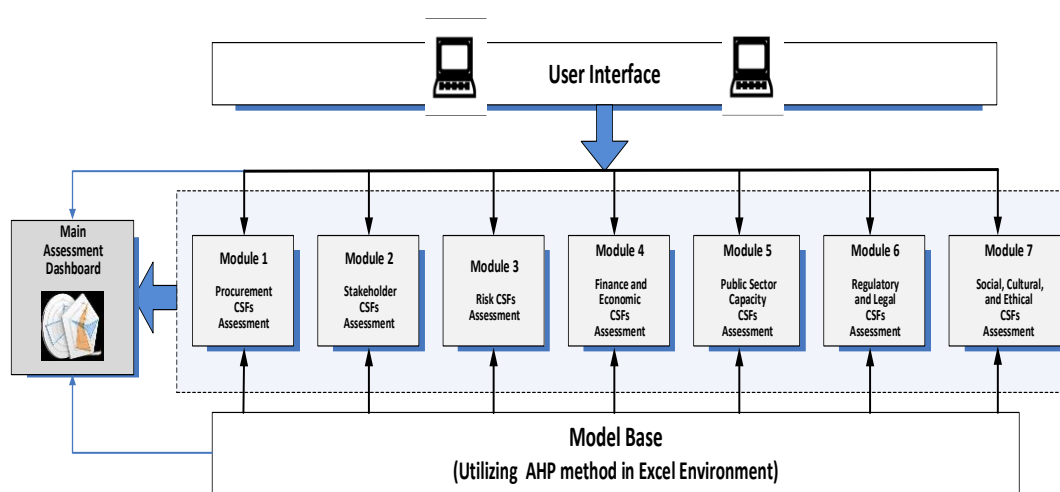 User Interface
Main
Assessment
Dashboard
Module 1
Procurement
CSFs
Assessment
Module 2
Stakeholder
CSFs
Assessment
Module 3
Risk CSFs
Assessment
Module 4
Finance and
Economic
CSFs
Assessment
Module 5
Public Sector
Capacity
CSFs
Assessment
Module 6
Regulatory
and Legal
CSFs
Assessment
Module 7
Social, Cultural,
and Ethical
CSFs
Assessment
Model Base
(Utilizing AHP method in Excel Environment)